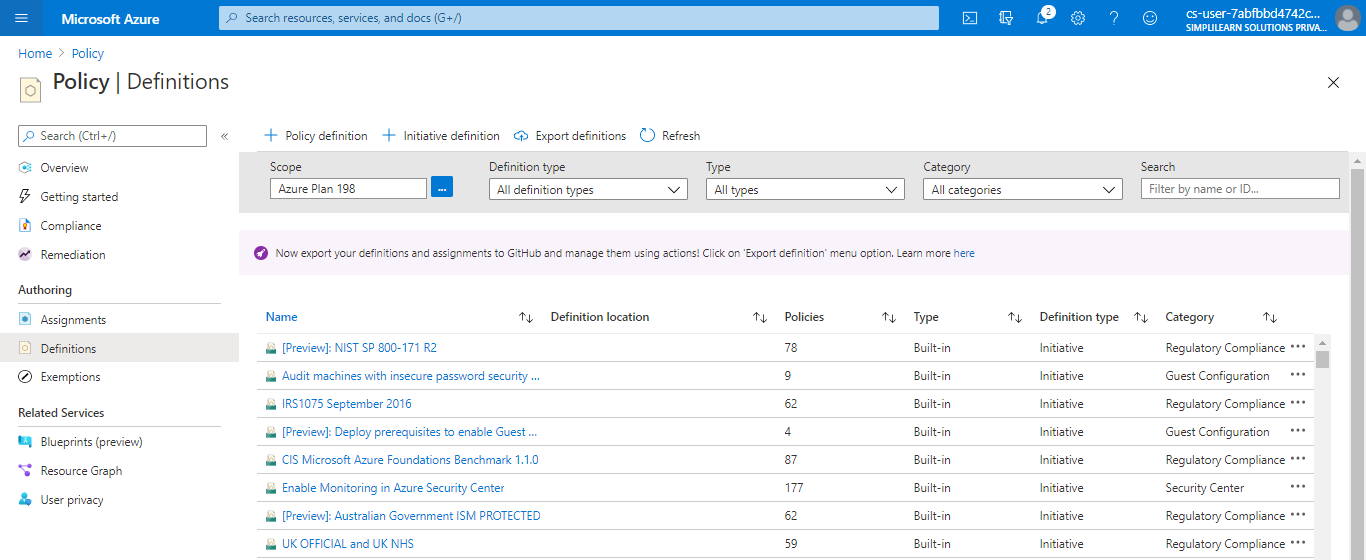 Microsoft Azure
Search resources, services, and docs (G+/)
2
cs-user-7abfbbd4742c...
SIMPLILEARN SOLUTIONS PRIVA...
Home > Policy
Policy | Definitions
Search (Ctrl+/)
«
Overview
Getting started
Compliance
Remediation
Authoring
Assignments
Definitions
Exemptions
Related Services
Blueprints (preview)
Resource Graph
User privacy
+ Policy definition + Initiative definition Export definitions Refresh
Scope Definition type Type Category Search
Azure Plan 198 ... All definition types All types All categories Filter by name or ID...
Now export your definitions and assignments to GitHub and manage them using actions! Click on 'Export definition' menu option. Learn more here
Name Definition location Policies Type Definition type Category
[Preview]: NIST SP 800-171 R2 78 Built-in Initiative Regulatory Compliance ...
Audit machines with insecure password security ... 9 Built-in Initiative Guest Configuration ...
IRS1075 September 2016 62 Built-in Initiative Regulatory Compliance ...
[Preview]: Deploy prerequisites to enable Guest ... 4 Built-in Initiative Guest Configuration ...
CIS Microsoft Azure Foundations Benchmark 1.1.0 87 Built-in Initiative Regulatory Compliance ...
Enable Monitoring in Azure Security Center 177 Built-in Initiative Security Center ...
[Preview]: Australian Government ISM PROTECTED 62 Built-in Initiative Regulatory Compliance ...
UK OFFICIAL and UK NHS 59 Built-in Initiative Regulatory Compliance ...